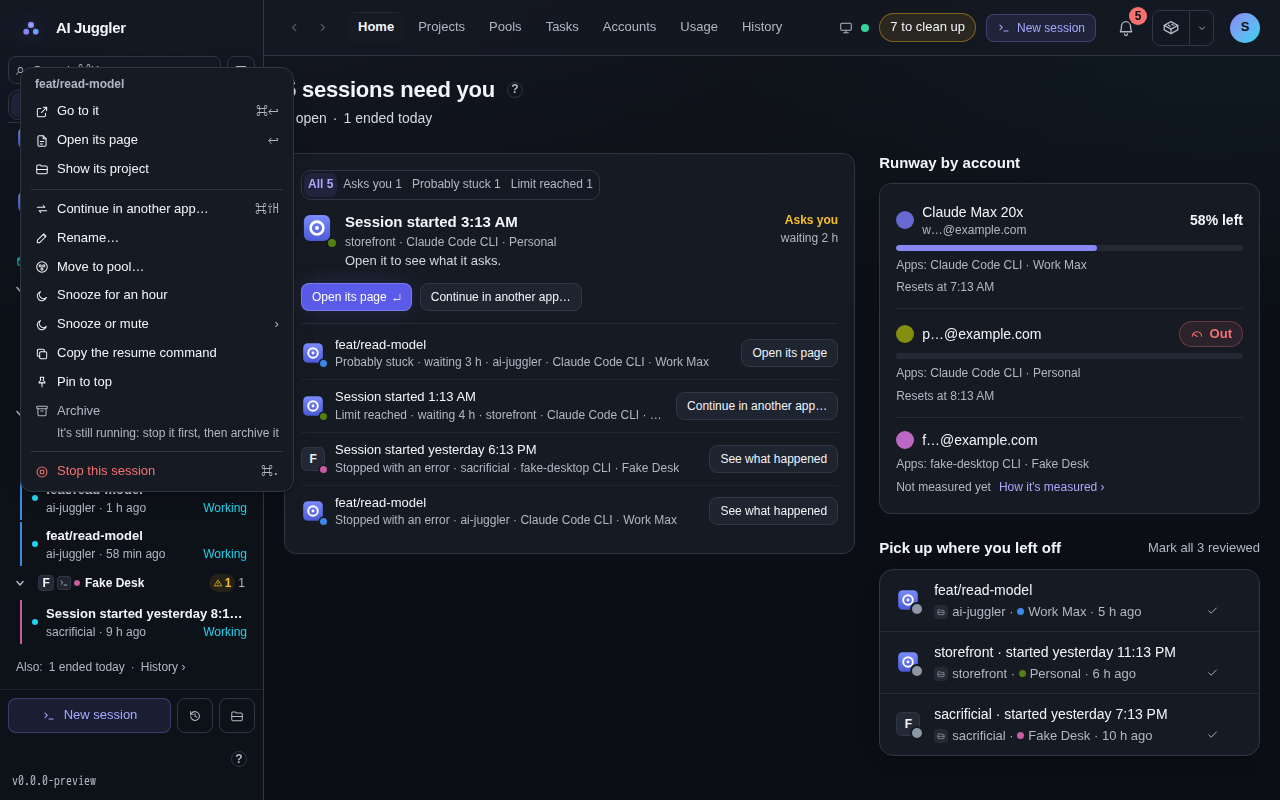 AI Juggler
Home
Projects
Pools
Tasks
Accounts
Usage
History
7 to clean up
New session
5
S
feat/read-model
Go to it ⌘↩
Open its page ↩
Show its project
Continue in another app…
Rename…
Move to pool…
Snooze for an hour
Snooze or mute ›
Copy the resume command
Pin to top
Archive
It's still running: stop it first, then archive it
Stop this session ⌘.
ai-juggler · 1 h ago Working
feat/read-model
ai-juggler · 58 min ago Working
F Fake Desk 1 1
Session started yesterday 8:1…
sacrificial · 9 h ago Working
Also: 1 ended today · History ›
New session
?
v0.0.0-preview
sessions need you ?
open · 1 ended today
All 5 Asks you 1 Probably stuck 1 Limit reached 1
Session started 3:13 AM Asks you
storefront · Claude Code CLI · Personal waiting 2 h
Open it to see what it asks.
Open its page ↵ Continue in another app…
feat/read-model
Probably stuck · waiting 3 h · ai-juggler · Claude Code CLI · Work Max
Open its page
Session started 1:13 AM
Limit reached · waiting 4 h · storefront · Claude Code CLI · …
Continue in another app…
F
Session started yesterday 6:13 PM
Stopped with an error · sacrificial · fake-desktop CLI · Fake Desk
See what happened
feat/read-model
Stopped with an error · ai-juggler · Claude Code CLI · Work Max
See what happened
Runway by account
Claude Max 20x
w…@example.com
58% left
Apps: Claude Code CLI · Work Max
Resets at 7:13 AM
p…@example.com Out
Apps: Claude Code CLI · Personal
Resets at 8:13 AM
f…@example.com
Apps: fake-desktop CLI · Fake Desk
Not measured yet How it's measured ›
Pick up where you left off Mark all 3 reviewed
feat/read-model
ai-juggler · Work Max · 5 h ago
storefront · started yesterday 11:13 PM
storefront · Personal · 6 h ago
F
sacrificial · started yesterday 7:13 PM
sacrificial · Fake Desk · 10 h ago